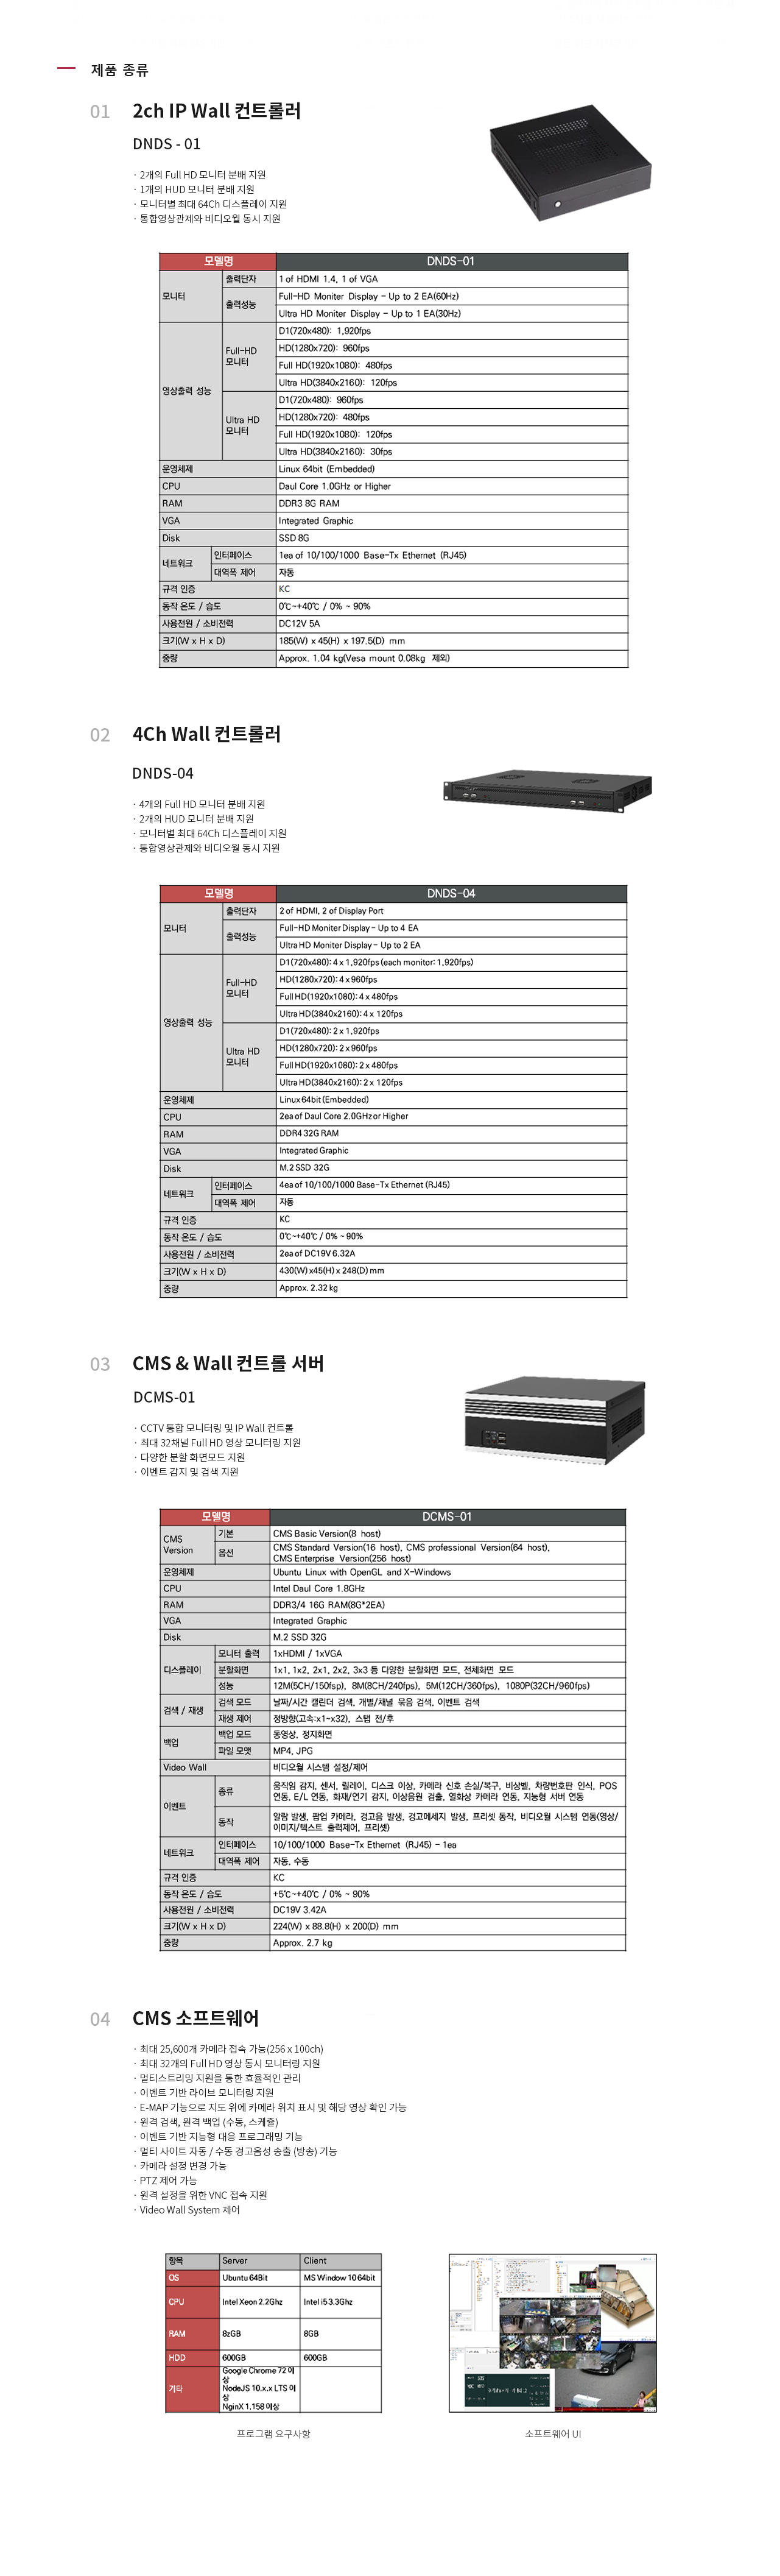 제품 종류
01
2ch IP Wall 컨트롤러
DNDS - 01
· 2개의 Full HD 모니터 분배 지원
· 1개의 HUD 모니터 분배 지원
· 모니터별 최대 64Ch 디스플레이 지원
· 통합영상관제와 비디오월 동시 지원
모델명 DNDS-01
모니터 출력단자 1 of HDMI 1.4, 1 of VGA
출력성능 Full-HD Moniter Display - Up to 2 EA(60Hz)
Ultra HD Moniter Display - Up to 1 EA(30Hz)
영상출력 성능 Full-HD 모니터 D1(720x480): 1,920fps
HD(1280x720): 960fps
Full HD(1920x1080): 480fps
Ultra HD(3840x2160): 120fps
Ultra HD 모니터 D1(720x480): 960fps
HD(1280x720): 480fps
Full HD(1920x1080): 120fps
Ultra HD(3840x2160): 30fps
운영체제 Linux 64bit (Embedded)
CPU Daul Core 1.0GHz or Higher
RAM DDR3 8G RAM
VGA Integrated Graphic
Disk SSD 8G
네트워크 인터페이스 1ea of 10/100/1000 Base-Tx Ethernet (RJ45)
대역폭 제어 자동
규격 인증 KC
동작 온도 / 습도 0℃~+40℃ / 0% ~ 90%
사용전원 / 소비전력 DC12V 5A
크기(W x H x D) 185(W) x 45(H) x 197.5(D) mm
중량 Approx. 1.04 kg(Vesa mount 0.08kg 제외)
02
4Ch Wall 컨트롤러
DNDS-04
· 4개의 Full HD 모니터 분배 지원
· 2개의 HUD 모니터 분배 지원
· 모니터별 최대 64Ch 디스플레이 지원
· 통합영상관제와 비디오월 동시 지원
모델명 DNDS-04
모니터 출력단자 2 of HDMI, 2 of Display Port
출력성능 Full-HD Moniter Display - Up to 4 EA
Ultra HD Moniter Display - Up to 2 EA
영상출력 성능 Full-HD 모니터 D1(720x480): 4 x 1,920fps (each monitor: 1,920fps)
HD(1280x720): 4 x 960fps
Full HD(1920x1080): 4 x 480fps
Ultra HD(3840x2160): 4 x 120fps
Ultra HD 모니터 D1(720x480): 2 x 1,920fps
HD(1280x720): 2 x 960fps
Full HD(1920x1080): 2 x 480fps
Ultra HD(3840x2160): 2 x 120fps
운영체제 Linux 64bit (Embedded)
CPU 2ea of Daul Core 2.0GHz or Higher
RAM DDR4 32G RAM
VGA Integrated Graphic
Disk M.2 SSD 32G
네트워크 인터페이스 4ea of 10/100/1000 Base-Tx Ethernet (RJ45)
대역폭 제어 자동
규격 인증 KC
동작 온도 / 습도 0℃~+40℃ / 0% ~ 90%
사용전원 / 소비전력 2ea of DC19V 6.32A
크기(W x H x D) 430(W) x45(H) x 248(D) mm
중량 Approx. 2.32 kg
03
CMS & Wall 컨트롤 서버
DCMS-01
· CCTV 통합 모니터링 및 IP Wall 컨트롤
· 최대 32채널 Full HD 영상 모니터링 지원
· 다양한 분할 화면모드 지원
· 이벤트 감지 및 검색 지원
모델명 DCMS-01
CMS Version 기본 CMS Basic Version(8 host)
옵션 CMS Standard Version(16 host), CMS professional Version(64 host),
CMS Enterprise Version(256 host)
운영체제 Ubuntu Linux with OpenGL and X-Windows
CPU Intel Daul Core 1.8GHz
RAM DDR3/4 16G RAM(8G*2EA)
VGA Integrated Graphic
Disk M.2 SSD 32G
디스플레이 모니터 출력 1xHDMI / 1xVGA
분할화면 1x1, 1x2, 2x1, 2x2, 3x3 등 다양한 분할화면 모드, 전체화면 모드
성능 12M(5CH/150fsp), 8M(8CH/240fps), 5M(12CH/360fps), 1080P(32CH/960fps)
검색 / 재생 검색 모드 날짜/시간 캘린더 검색, 개별/채널 묶음 검색, 이벤트 검색
재생 제어 정방향(고속:x1~x32), 스탭 전/후
백업 백업 모드 동영상, 정지화면
파일 포맷 MP4, JPG
Video Wall 비디오월 시스템 설정/제어
이벤트 종류 움직임 감지, 센서, 릴레이, 디스크 이상, 카메라 신호 손실/복구, 비상벨, 차량번호판 인식, POS
연동, E/L 연동, 화재/연기 감지, 이상음원 검출, 열화상 카메라 연동, 지능형 서버 연동
동작 알람 발생, 팝업 카메라, 경고음 발생, 경고메세지 발생, 프리셋 동작, 비디오월 시스템 연동(영상/
이미지/텍스트 출력제어, 프리셋)
네트워크 인터페이스 10/100/1000 Base-Tx Ethernet (RJ45) - 1ea
대역폭 제어 자동, 수동
규격 인증 KC
동작 온도 / 습도 +5℃~+40℃ / 0% ~ 90%
사용전원 / 소비전력 DC19V 3.42A
크기(W x H x D) 224(W) x 88.8(H) x 200(D) mm
중량 Approx. 2.7 kg
04
CMS 소프트웨어
· 최대 25,600개 카메라 접속 가능(256 x 100ch)
· 최대 32개의 Full HD 영상 동시 모니터링 지원
· 멀티스트리밍 지원을 통한 효율적인 관리
· 이벤트 기반 라이브 모니터링 지원
· E-MAP 기능으로 지도 위에 카메라 위치 표시 및 해당 영상 확인 가능
· 원격 검색, 원격 백업 (수동, 스케쥴)
· 이벤트 기반 지능형 대응 프로그래밍 기능
· 멀티 사이트 자동 / 수동 경고음성 송출 (방송) 기능
· 카메라 설정 변경 가능
· PTZ 제어 가능
· 원격 설정을 위한 VNC 접속 지원
· Video Wall System 제어
항목 Server Client
OS Ubuntu 64Bit MS Window 10 64bit
CPU Intel Xeon 2.2Ghz Intel i5 3.3Ghz
RAM 8zGB 8GB
HDD 600GB 600GB
기타 Google Chrome 72 이
상
NodeJS 10.x.x LTS 이
상
NginX 1.158 이상
프로그램 요구사항
소프트웨어 UI